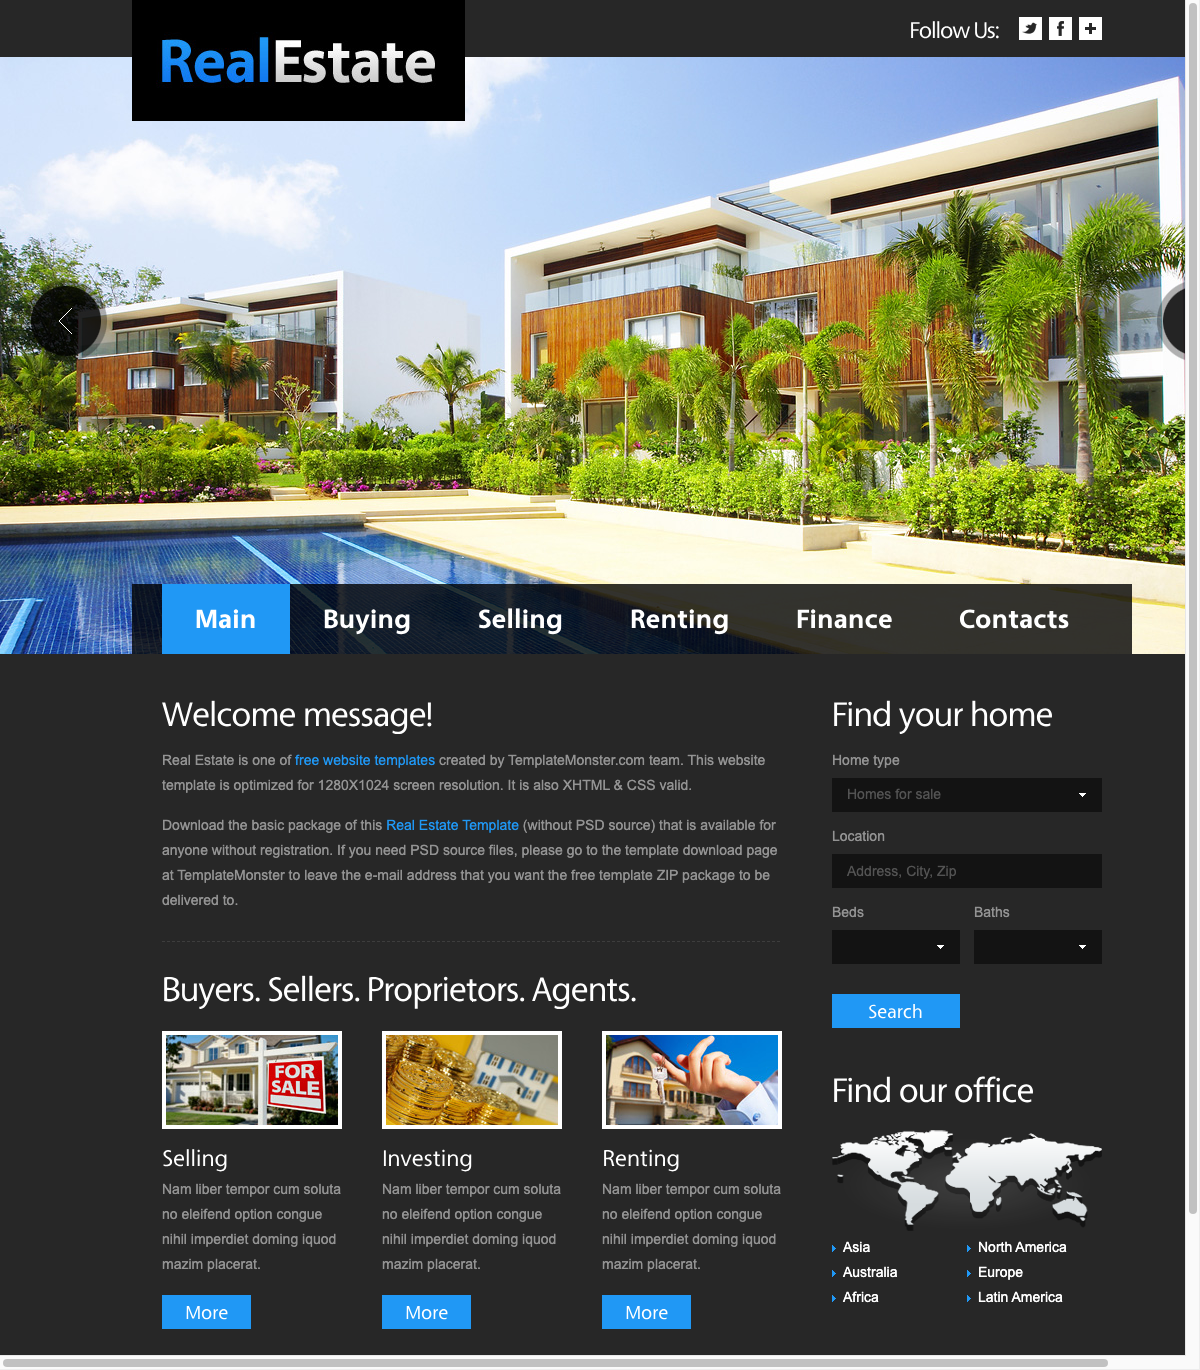 RealEstate
Follow Us:
Main Buying Selling Renting Finance Contacts
Welcome message!
Real Estate is one of free website templates created by TemplateMonster.com team. This website
template is optimized for 1280X1024 screen resolution. It is also XHTML & CSS valid.
Download the basic package of this Real Estate Template (without PSD source) that is available for
anyone without registration. If you need PSD source files, please go to the template download page
at TemplateMonster to leave the e-mail address that you want the free template ZIP package to be
delivered to.
Buyers. Sellers. Proprietors. Agents.
FOR
SALE
Selling
Nam liber tempor cum soluta
no eleifend option congue
nihil imperdiet doming iquod
mazim placerat.
More
Investing
Nam liber tempor cum soluta
no eleifend option congue
nihil imperdiet doming iquod
mazim placerat.
More
Renting
Nam liber tempor cum soluta
no eleifend option congue
nihil imperdiet doming iquod
mazim placerat.
More
Find your home
Home type
Homes for sale
Location
Address, City, Zip
Beds Baths
Search
Find our office
Asia North America
Australia Europe
Africa Latin America